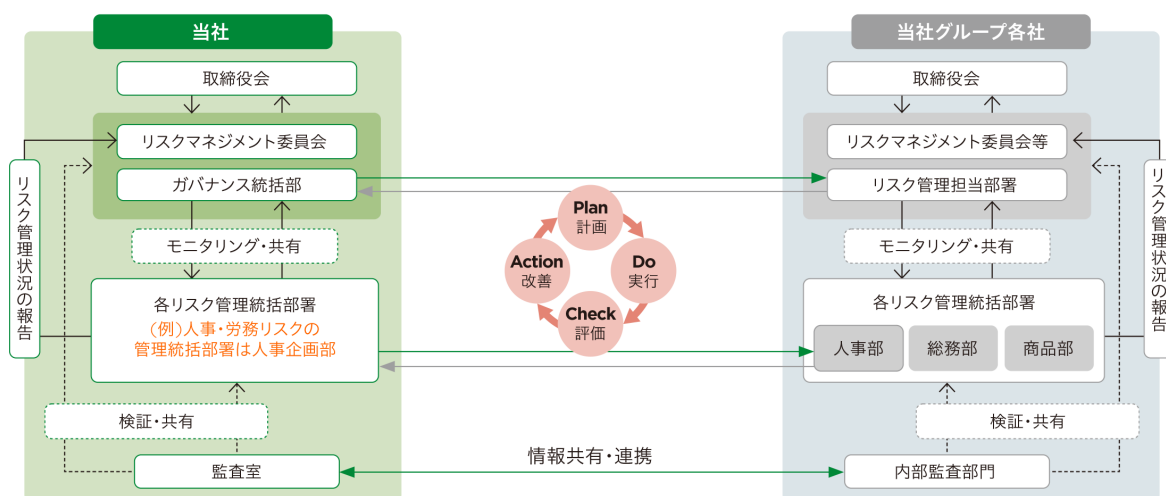 当社
取締役会
リスクマネジメント委員会
ガバナンス統括部
モニタリング・共有
リスク管理状況の報告
各リスク管理統括部署
(例)人事・労務リスクの
管理統括部署は人事企画部
検証・共有
監査室
Plan
計画
Do
実行
Check
評価
Action
改善
情報共有・連携
当社グループ各社
取締役会
リスクマネジメント委員会等
リスク管理担当部署
モニタリング・共有
リスク管理状況の報告
各リスク管理統括部署
人事部
総務部
商品部
検証・共有
内部監査部門